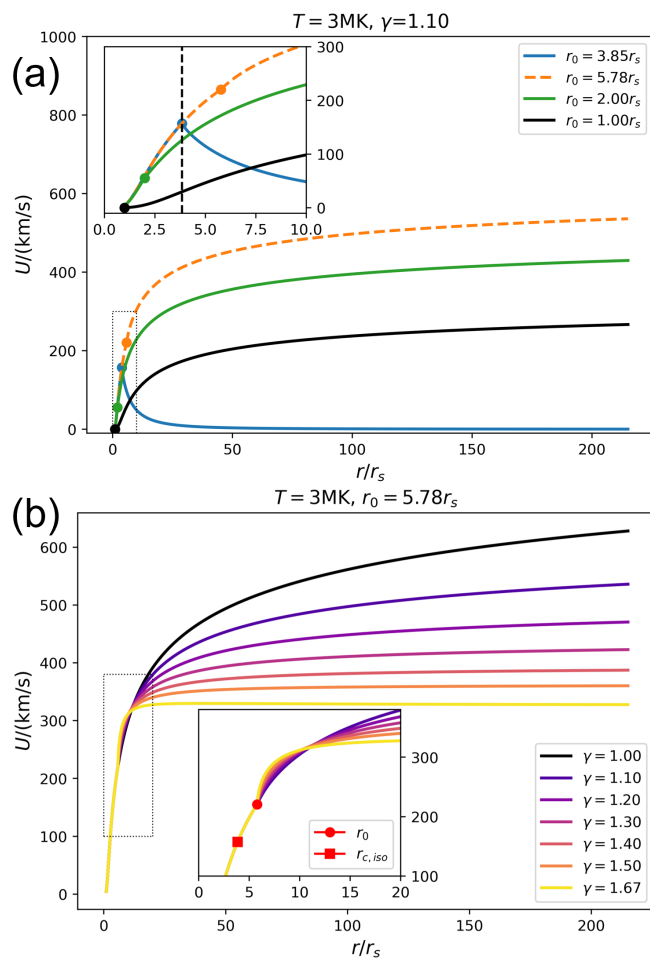 (a)
T = 3MK, γ=1.10
U/(km/s)
1000
800
600
400
200
0
300
200
100
0
0.0 2.5 5.0 7.5 10.0
r₀ = 3.85rₛ
r₀ = 5.78rₛ
r₀ = 2.00rₛ
r₀ = 1.00rₛ
0 50 100 150 200
r/rₛ
(b)
T = 3MK, r₀ = 5.78rₛ
U/(km/s)
600
500
400
300
200
100
0
300
200
100
0 5 10 15 20
r₀
r_{c,iso}
γ = 1.00
γ = 1.10
γ = 1.20
γ = 1.30
γ = 1.40
γ = 1.50
γ = 1.67
0 50 100 150 200
r/rₛ